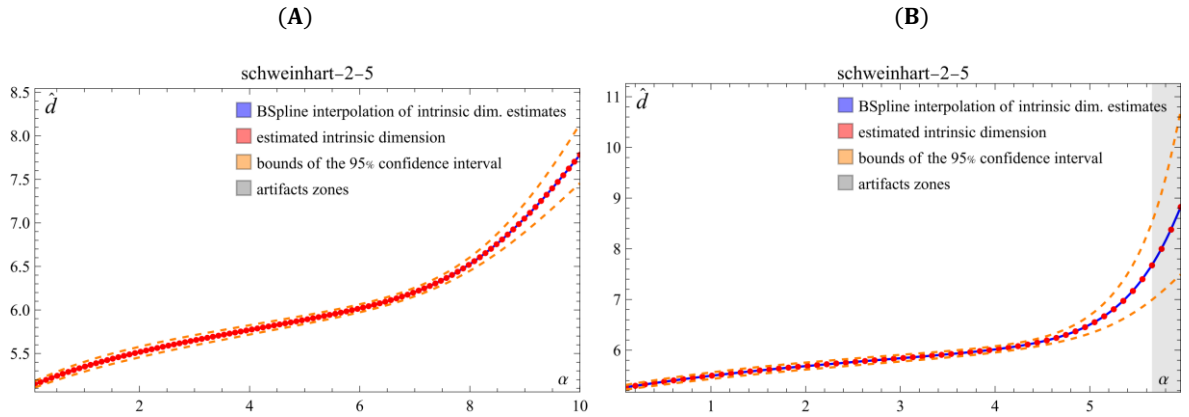 (A)
schweinhart-2-5
8.5
8.0
7.5
7.0
6.5
6.0
5.5
d̂
BSpline interpolation of intrinsic dim. estimates
estimated intrinsic dimension
bounds of the 95% confidence interval
artifacts zones
α
2 4 6 8 10
(B)
schweinhart-2-5
11
10
9
8
7
6
d̂
BSpline interpolation of intrinsic dim. estimates
estimated intrinsic dimension
bounds of the 95% confidence interval
artifacts zones
α
1 2 3 4 5